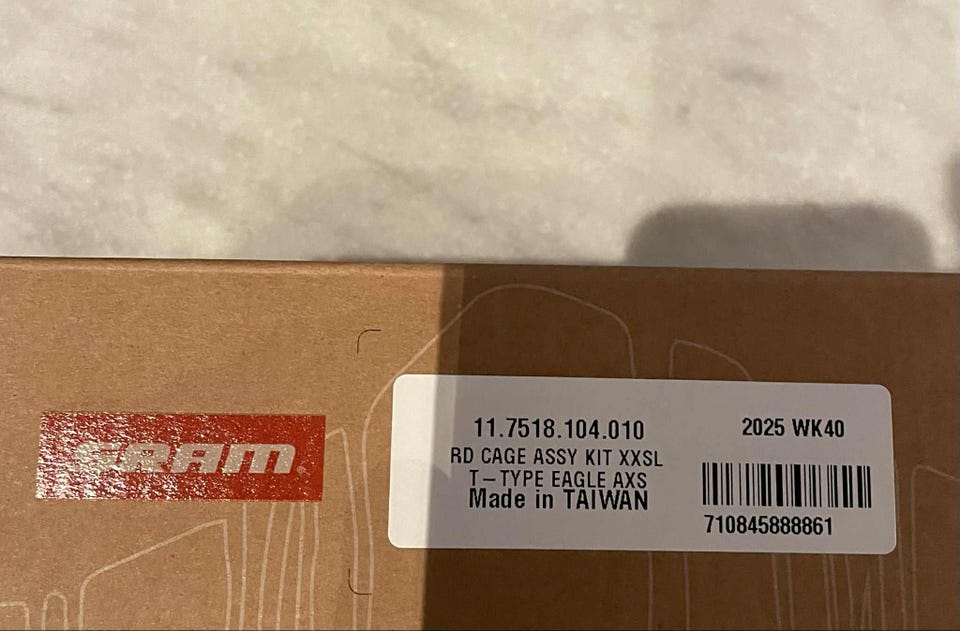 SRAM
11.7518.104.010
RD CAGE ASSY KIT XXSL
T-TYPE EAGLE AXS
Made in TAIWAN
2025 WK40
710845888861